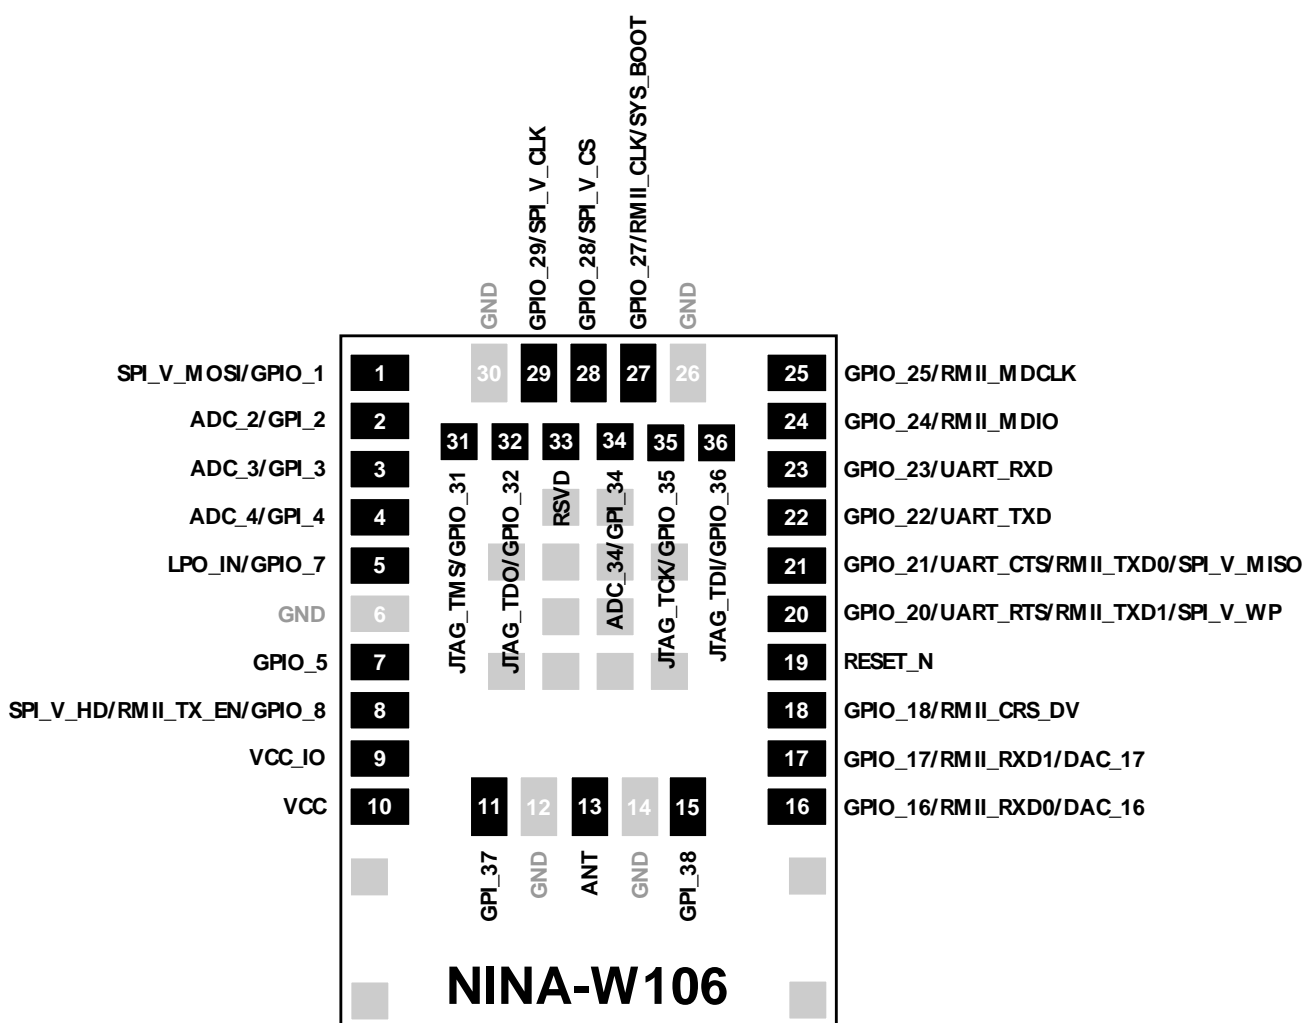 GND
GPIO_29/SPI_V_CLK
GPIO_28/SPI_V_CS
GPIO_27/RMII_CLK/SYS_BOOT
GND
30
29
28
27
26
SPI_V_MOSI/GPIO_1 1
ADC_2/GPI_2 2
ADC_3/GPI_3 3
ADC_4/GPI_4 4
LPO_IN/GPIO_7 5
GND 6
GPIO_5 7
SPI_V_HD/RMII_TX_EN/GPIO_8 8
VCC_IO 9
VCC 10
31
32
33
34
35
36
JTAG_TMS/GPIO_31
JTAG_TDO/GPIO_32
RSVD
ADC_34/GPI_34
JTAG_TCK/GPIO_35
JTAG_TDI/GPIO_36
25 GPIO_25/RMII_MDCLK
24 GPIO_24/RMII_MDIO
23 GPIO_23/UART_RXD
22 GPIO_22/UART_TXD
21 GPIO_21/UART_CTS/RMII_TXD0/SPI_V_MISO
20 GPIO_20/UART_RTS/RMII_TXD1/SPI_V_WP
19 RESET_N
18 GPIO_18/RMII_CRS_DV
17 GPIO_17/RMII_RXD1/DAC_17
16 GPIO_16/RMII_RXD0/DAC_16
11
12
13
14
15
GPI_37
GND
ANT
GND
GPI_38
NINA-W106